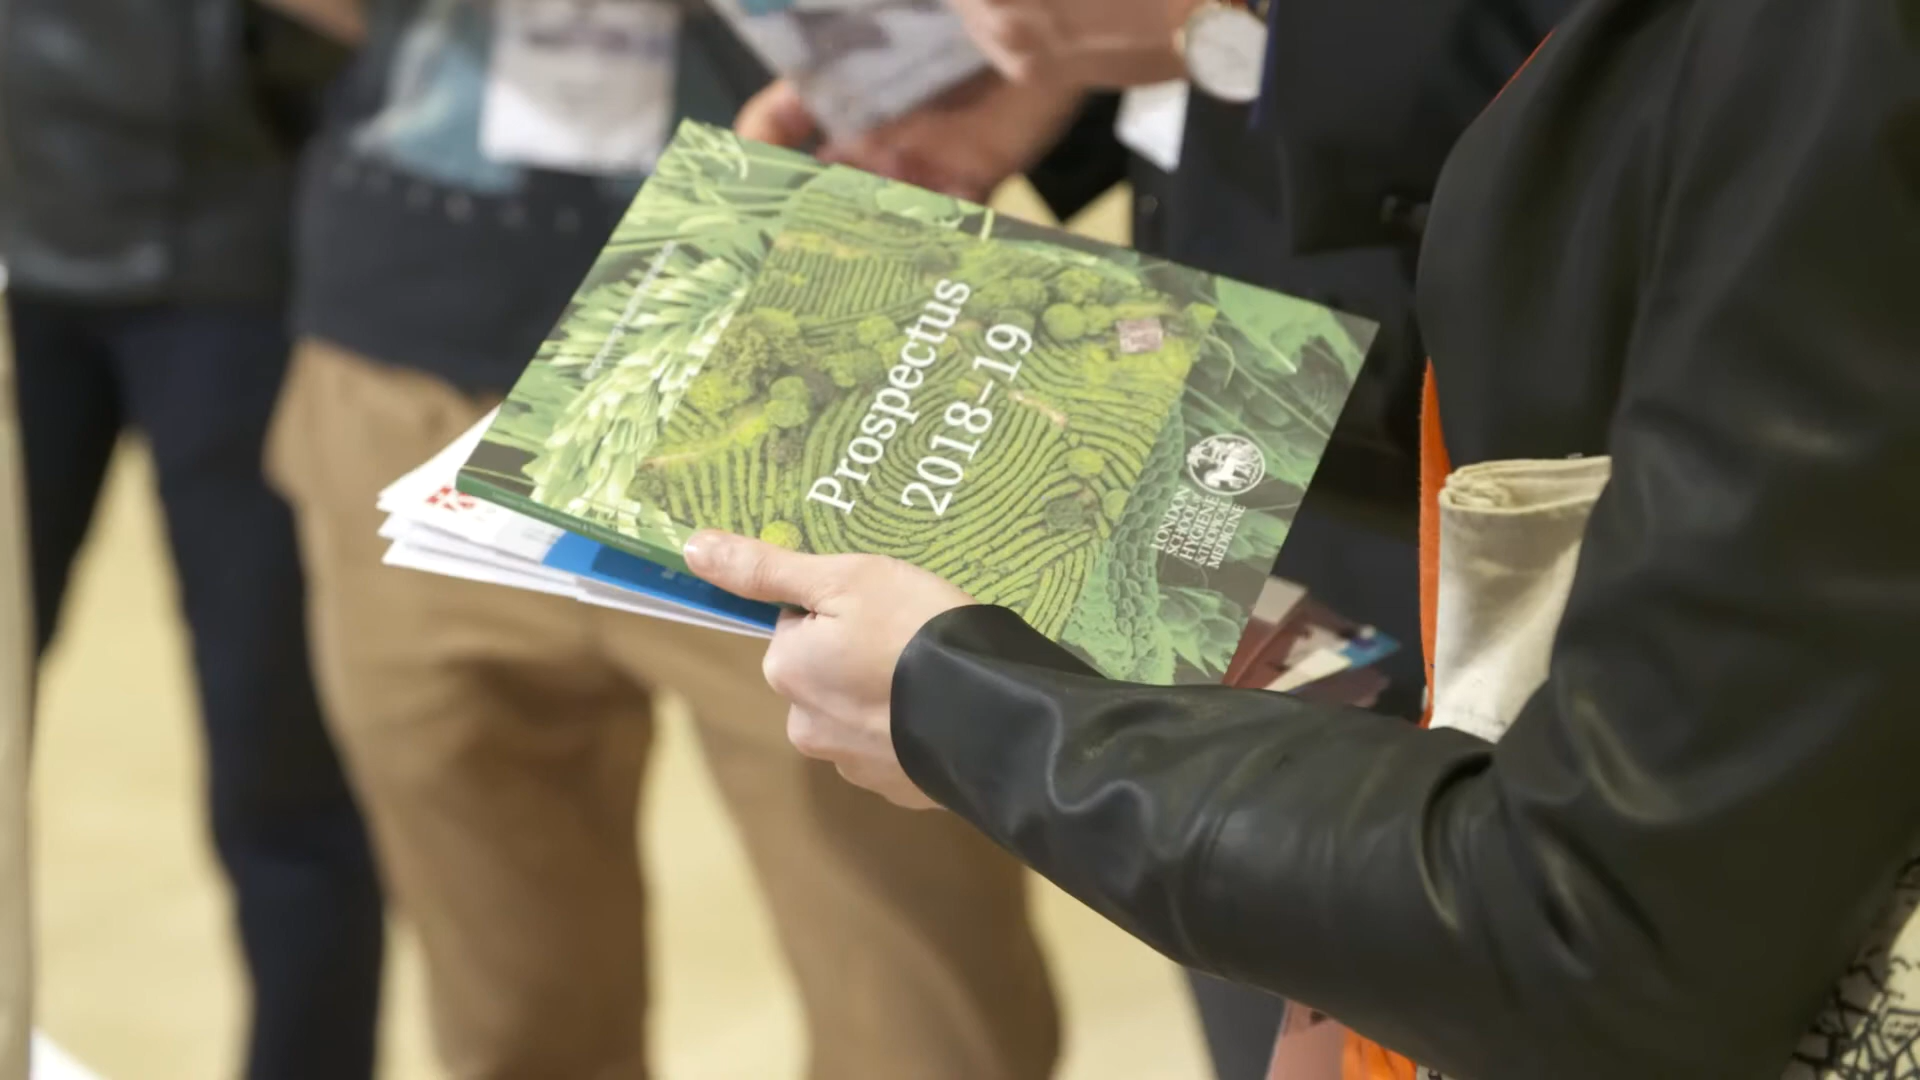 Prospectus
2018–19
LONDON
SCHOOL of
HYGIENE
& TROPICAL
MEDICINE